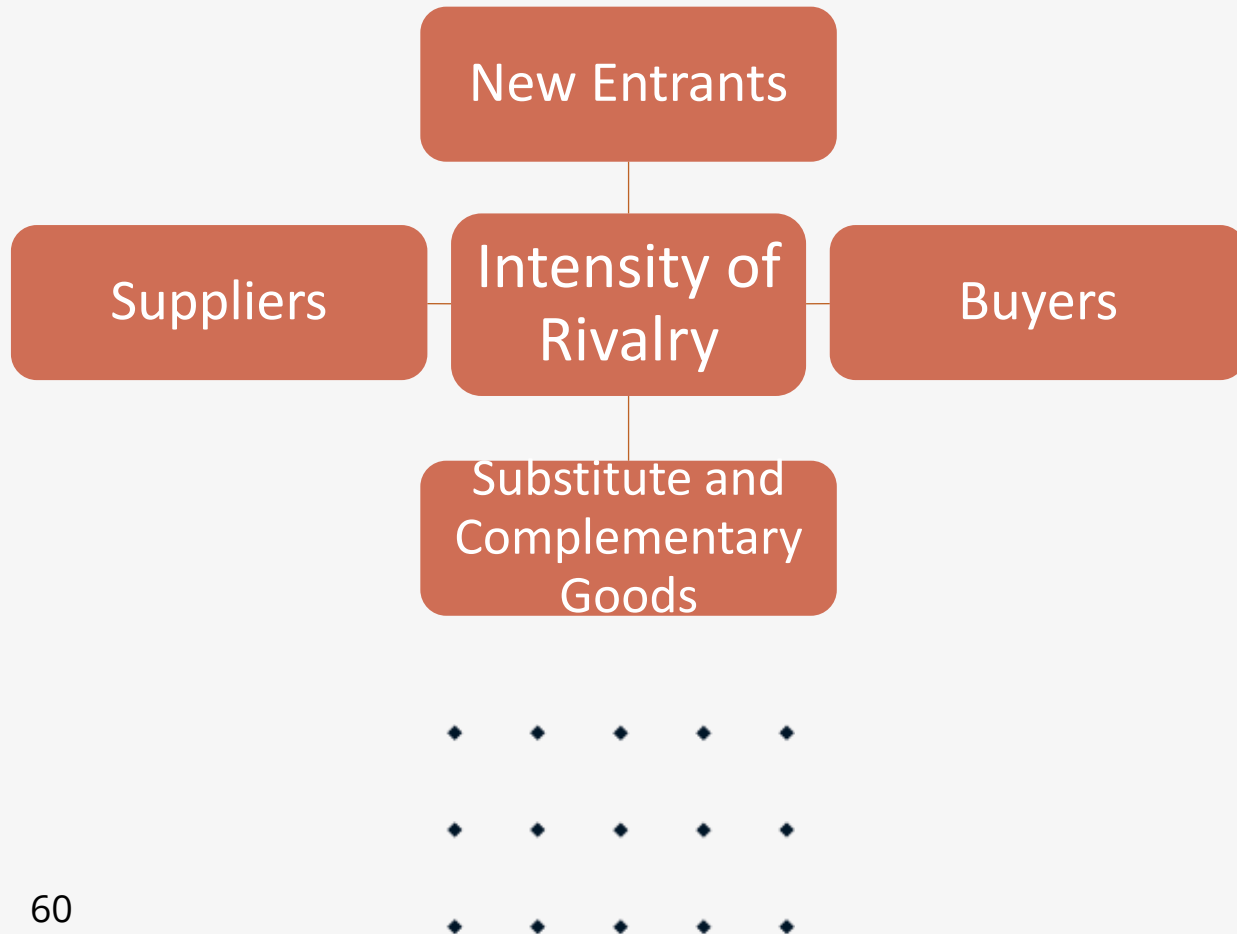 New Entrants
Suppliers
Intensity of
Rivalry
Buyers
Substitute and
Complementary
Goods
60